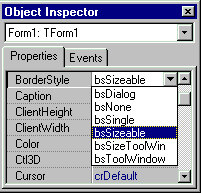 Object Inspector
Form1: TForm1
Properties Events
BorderStyle bsSizeable
Caption bsDialog
ClientHeight bsNone
ClientWidth bsSingle
Color bsSizeable
Ctl3D bsSizeToolWin
bsToolWindow
Cursor crDefault